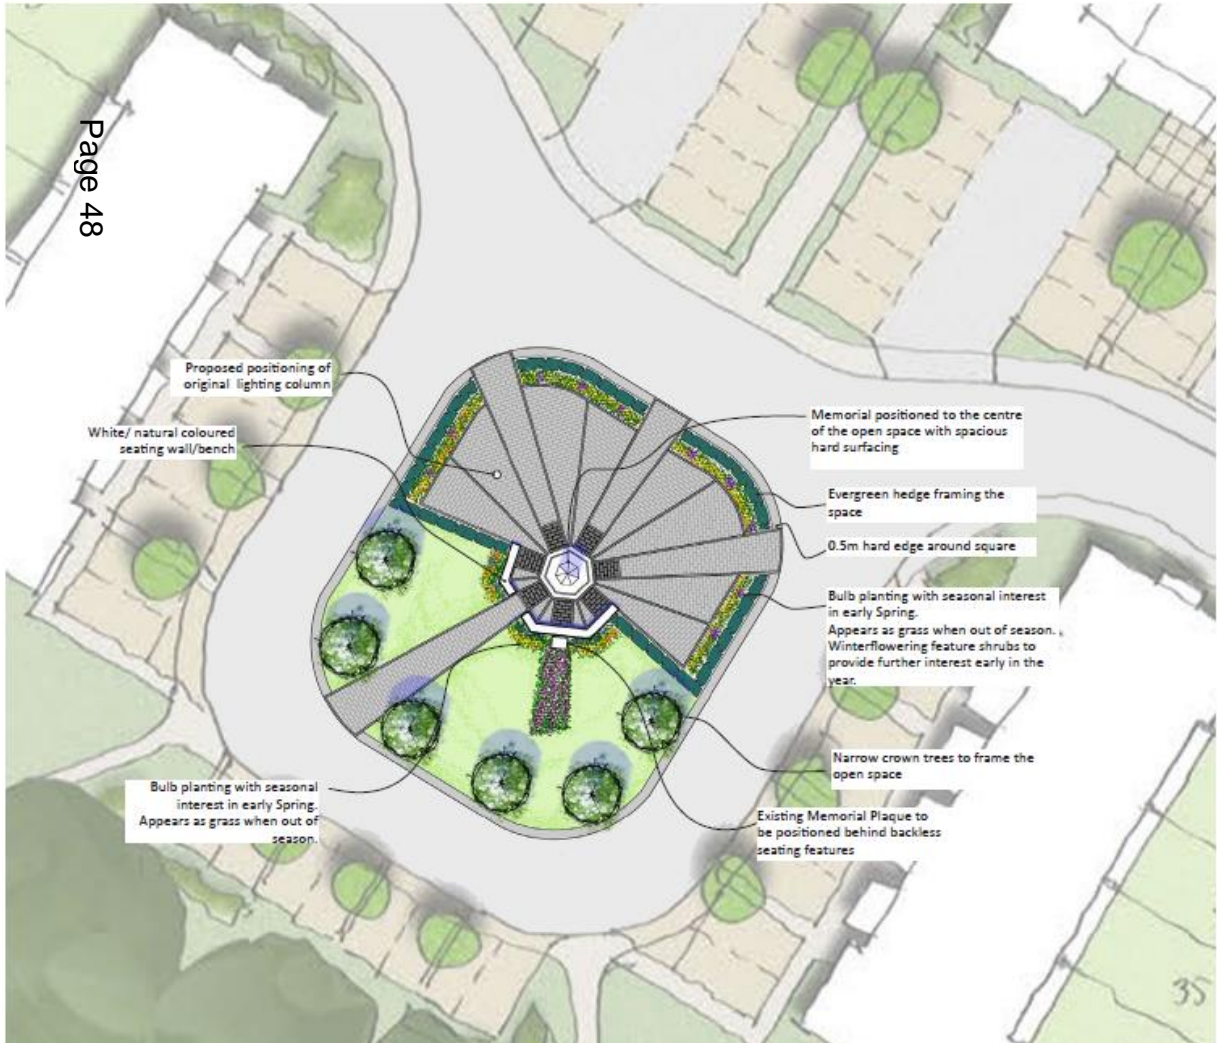 Page 48
Proposed positioning of
original lighting column
White/ natural coloured
seating wall/bench
Memorial positioned to the centre
of the open space with spacious
hard surfacing
Evergreen hedge framing the
space
0.5m hard edge around square
Bulb planting with seasonal interest
in early Spring.
Appears as grass when out of season.
Winterflowering feature shrubs to
provide further interest early in the
year.
Narrow crown trees to frame the
open space
Bulb planting with seasonal
interest in early Spring.
Appears as grass when out of
season.
Existing Memorial Plaque to
be positioned behind backless
seating features
35